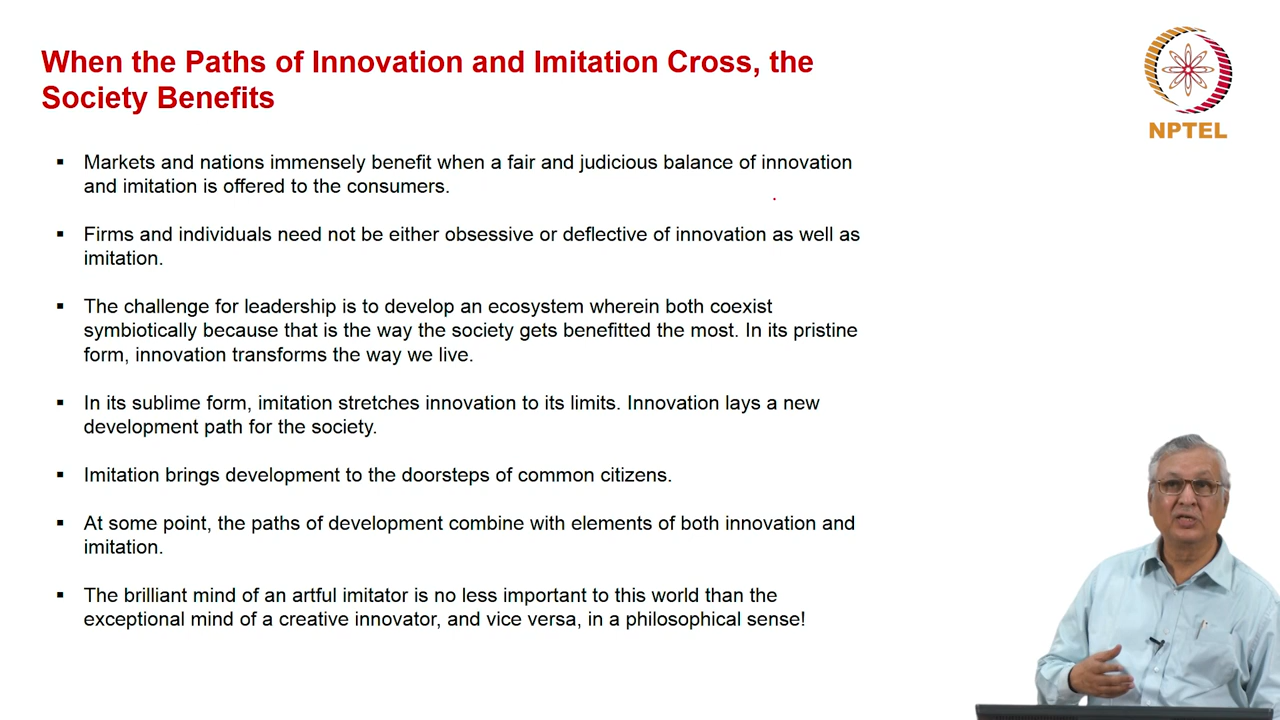 When the Paths of Innovation and Imitation Cross, the
Society Benefits
NPTEL
▪ Markets and nations immensely benefit when a fair and judicious balance of innovation
and imitation is offered to the consumers.
▪ Firms and individuals need not be either obsessive or deflective of innovation as well as
imitation.
▪ The challenge for leadership is to develop an ecosystem wherein both coexist
symbiotically because that is the way the society gets benefitted the most. In its pristine
form, innovation transforms the way we live.
▪ In its sublime form, imitation stretches innovation to its limits. Innovation lays a new
development path for the society.
▪ Imitation brings development to the doorsteps of common citizens.
▪ At some point, the paths of development combine with elements of both innovation and
imitation.
▪ The brilliant mind of an artful imitator is no less important to this world than the
exceptional mind of a creative innovator, and vice versa, in a philosophical sense!